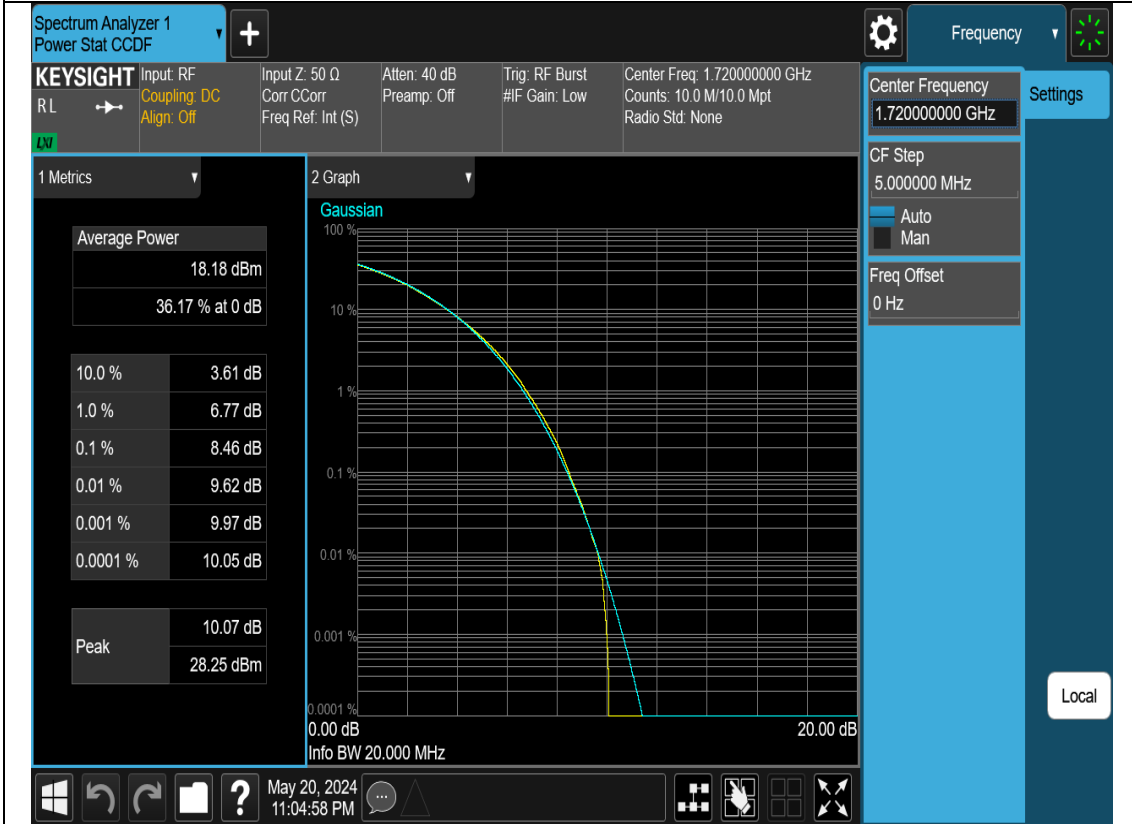 Spectrum Analyzer 1
Power Stat CCDF
+
Frequency
KEYSIGHT
RL
LXI
Input: RF
Coupling: DC
Align: Off
Input Z: 50 Ω
Corr CCorr
Freq Ref: Int (S)
Atten: 40 dB
Preamp: Off
Trig: RF Burst
#IF Gain: Low
Center Freq: 1.720000000 GHz
Counts: 10.0 M/10.0 Mpt
Radio Std: None
Center Frequency
1.720000000 GHz
Settings
CF Step
5.000000 MHz
Auto
Man
Freq Offset
0 Hz
Local
1 Metrics
Average Power
18.18 dBm
36.17 % at 0 dB
10.0 % 3.61 dB
1.0 % 6.77 dB
0.1 % 8.46 dB
0.01 % 9.62 dB
0.001 % 9.97 dB
0.0001 % 10.05 dB
Peak
10.07 dB
28.25 dBm
2 Graph
Gaussian
100 %
10 %
1 %
0.1 %
0.01 %
0.001 %
0.0001 %
0.00 dB 20.00 dB
Info BW 20.000 MHz
?
May 20, 2024
11:04:58 PM